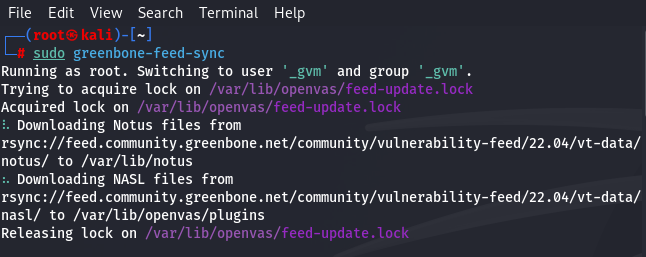 File Edit View Search Terminal Help
┌──(root㉿kali)-[~]
└─# sudo greenbone-feed-sync
Running as root. Switching to user '_gvm' and group '_gvm'.
Trying to acquire lock on /var/lib/openvas/feed-update.lock
Acquired lock on /var/lib/openvas/feed-update.lock
⠧ Downloading Notus files from
rsync://feed.community.greenbone.net/community/vulnerability-feed/22.04/vt-data/
notus/ to /var/lib/notus
⠦ Downloading NASL files from
rsync://feed.community.greenbone.net/community/vulnerability-feed/22.04/vt-data/
nasl/ to /var/lib/openvas/plugins
Releasing lock on /var/lib/openvas/feed-update.lock